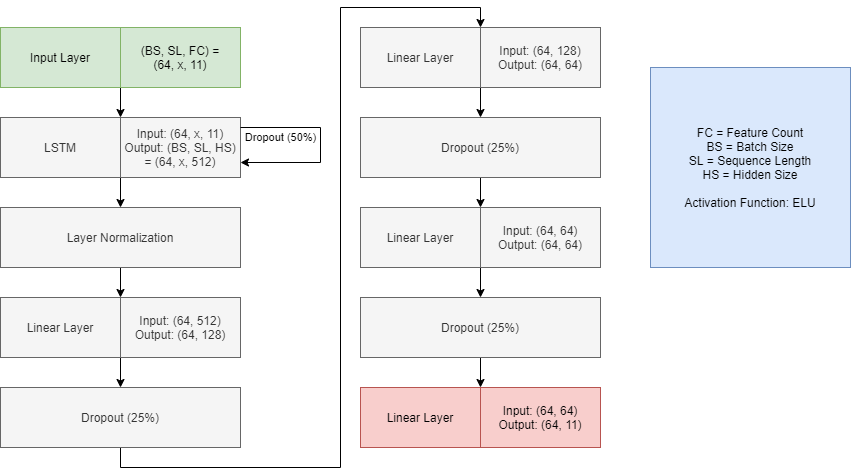 Input Layer
(BS, SL, FC) =
(64, x, 11)
LSTM
Input: (64, x, 11)
Output: (BS, SL, HS)
= (64, x, 512)
Dropout (50%)
Layer Normalization
Linear Layer
Input: (64, 512)
Output: (64, 128)
Dropout (25%)
Linear Layer
Input: (64, 128)
Output: (64, 64)
Dropout (25%)
Linear Layer
Input: (64, 64)
Output: (64, 64)
Dropout (25%)
Linear Layer
Input: (64, 64)
Output: (64, 11)
FC = Feature Count
BS = Batch Size
SL = Sequence Length
HS = Hidden Size
Activation Function: ELU